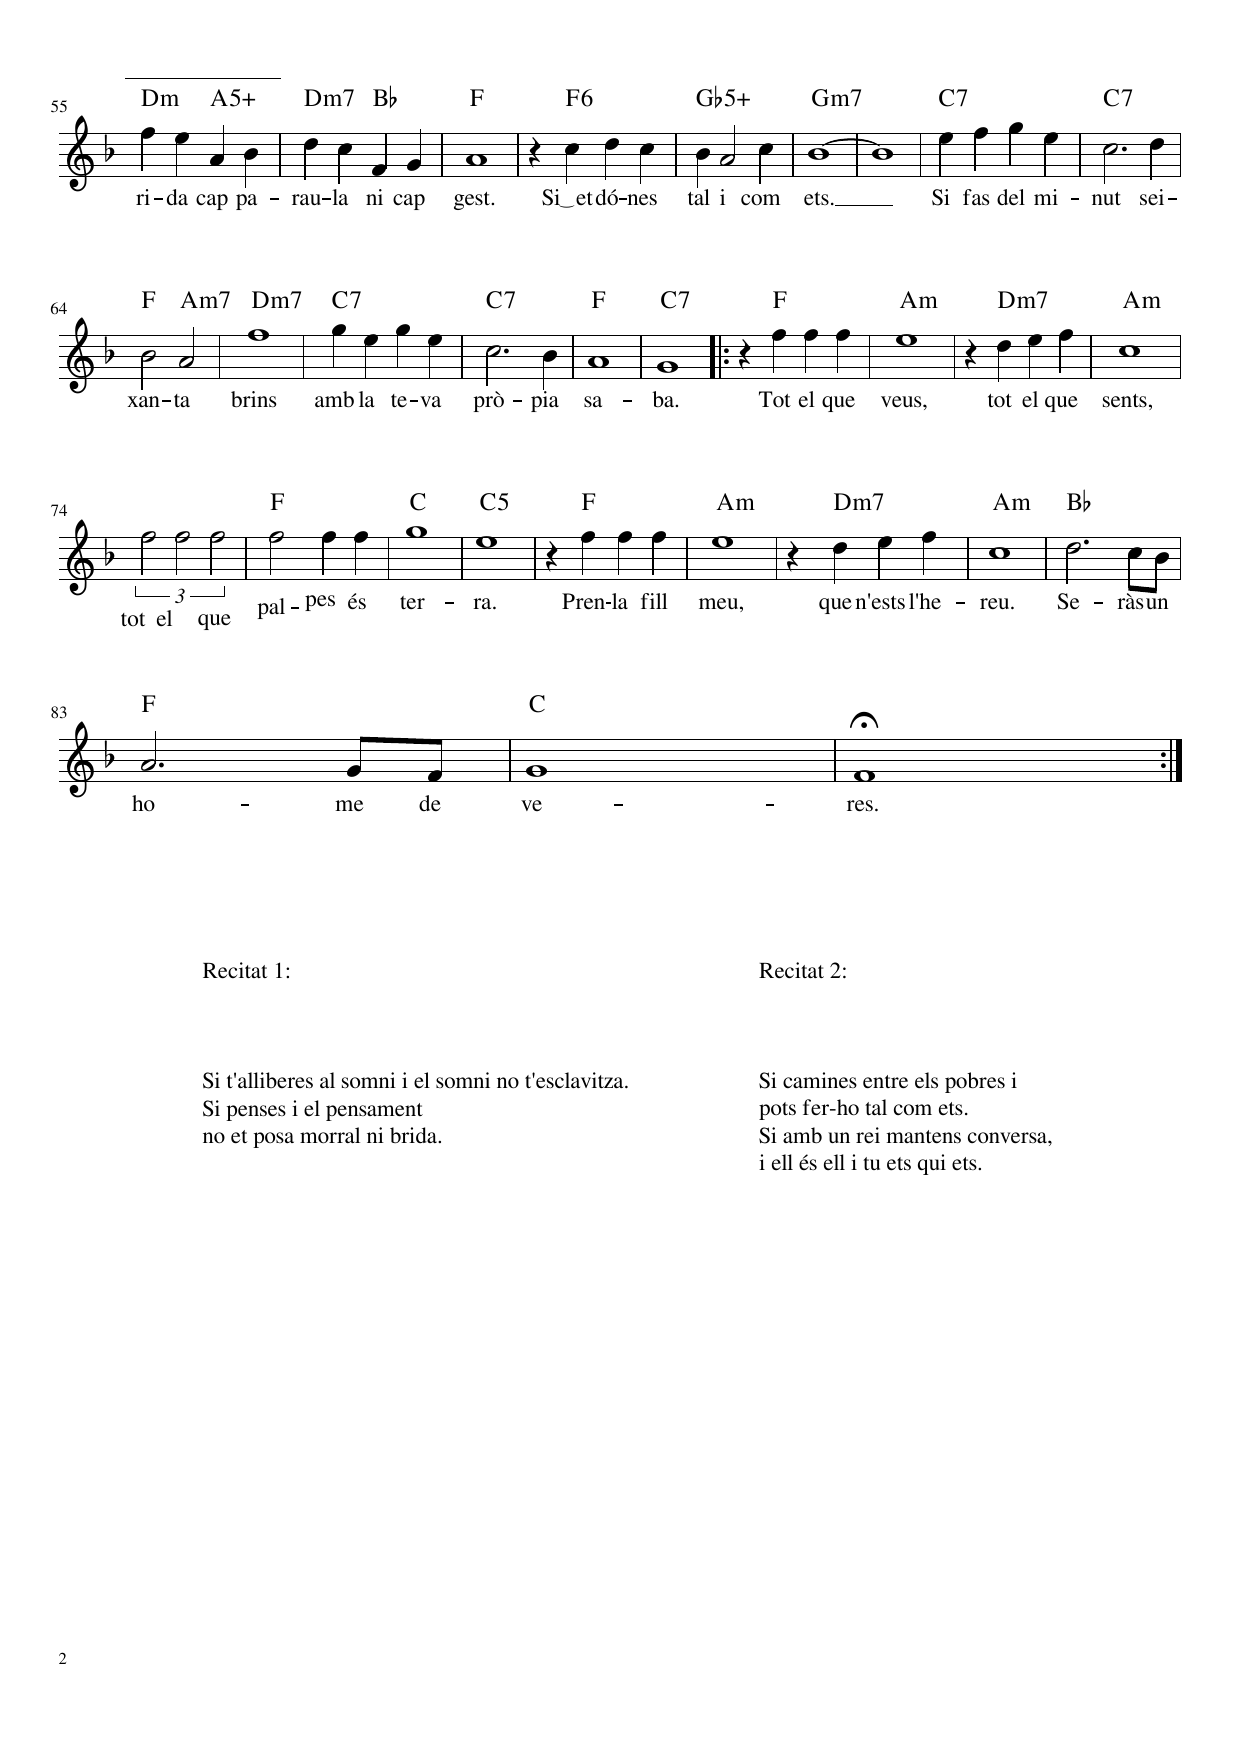 Dm A5+ Dm7 B♭ F F6 G♭5+ Gm7 C7 C7
55
ri-da cap pa-rau-la ni cap gest. Si‿et dó-nes tal i com ets. Si fas del mi-nut sei-
F Am7 Dm7 C7 C7 F C7 F Am Dm7 Am
64
xan-ta brins amb la te-va prò-pia sa-ba. Tot el que veus, tot el que sents,
F C C5 F Am Dm7 Am B♭
74
3
tot el que pal-pes és ter-ra. Pren-la fill meu, que n'ests l'he-reu. Se-ràs un
F C
83
ho-me de ve-res.
Recitat 1:
Si t'alliberes al somni i el somni no t'esclavitza.
Si penses i el pensament
no et posa morral ni brida.
Recitat 2:
Si camines entre els pobres i
pots fer-ho tal com ets.
Si amb un rei mantens conversa,
i ell és ell i tu ets qui ets.
2